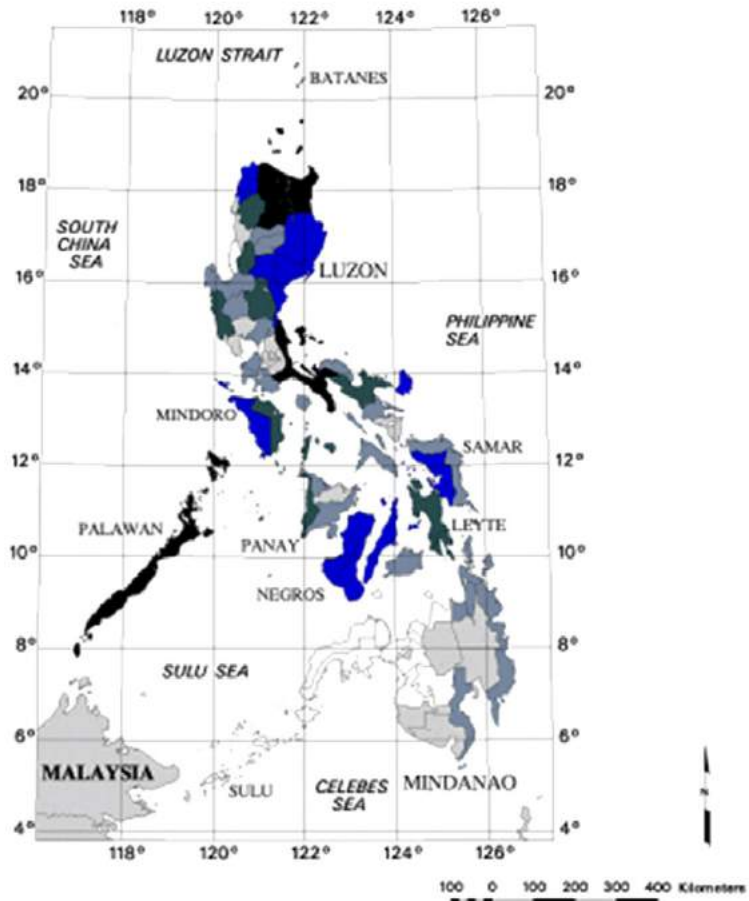 118° 120° 122° 124° 126°
LUZON STRAIT
BATANES
20° 20°
18° 18°
SOUTH
CHINA
SEA
LUZON
16° 16°
PHILIPPINE
SEA
14° 14°
MINDORO
SAMAR
12° 12°
PALAWAN
LEYTE
PANAY
10° 10°
NEGROS
8° 8°
SULU SEA
6° 6°
MALAYSIA
SULU
CELEBES
SEA
MINDANAO
4° 4°
118° 120° 122° 124° 126°
N
100 0 100 200 300 400 Kilometers